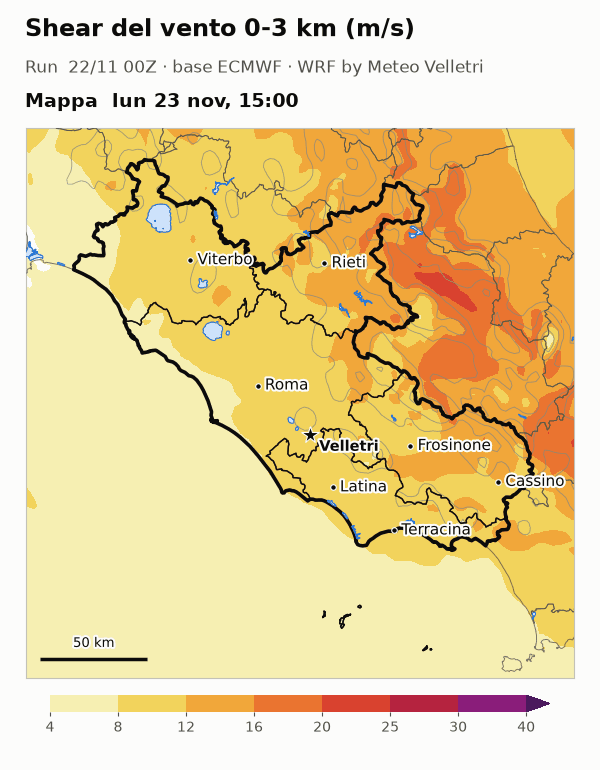 Shear del vento 0-3 km (m/s)
Run 22/11 00Z · base ECMWF · WRF by Meteo Velletri
Mappa lun 23 nov, 15:00
Viterbo
Rieti
Roma
Velletri
Frosinone
Latina
Cassino
Terracina
50 km
4 8 12 16 20 25 30 40